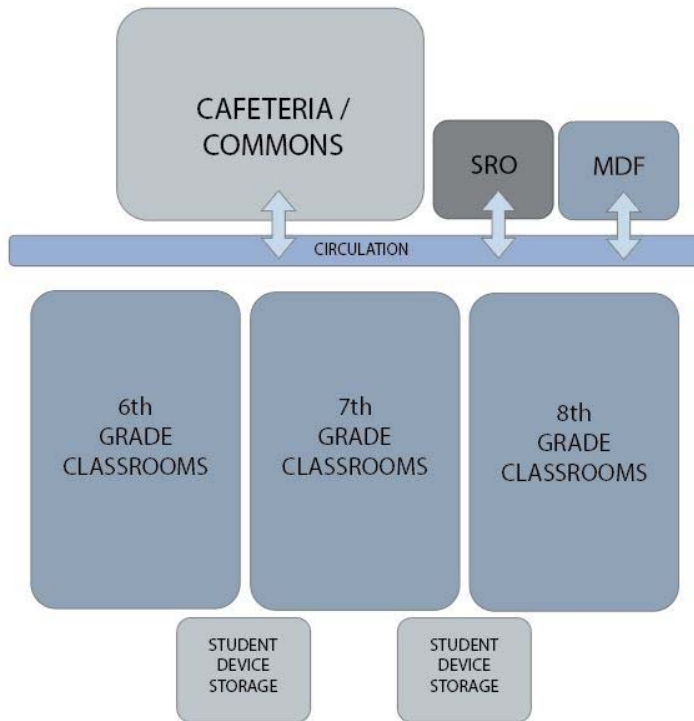 CAFETERIA /
COMMONS
SRO
MDF
CIRCULATION
6th
GRADE
CLASSROOMS
7th
GRADE
CLASSROOMS
8th
GRADE
CLASSROOMS
STUDENT
DEVICE
STORAGE
STUDENT
DEVICE
STORAGE